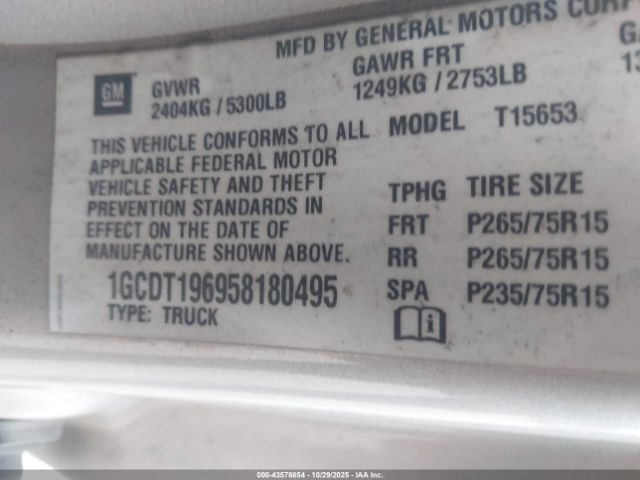 MFD BY GENERAL MOTORS CORP
GM
GVWR
2404KG / 5300LB
GAWR FRT
1249KG / 2753LB
THIS VEHICLE CONFORMS TO ALL
APPLICABLE FEDERAL MOTOR
VEHICLE SAFETY AND THEFT
PREVENTION STANDARDS IN
EFFECT ON THE DATE OF
MANUFACTURE SHOWN ABOVE.
1GCDT196958180495
TYPE: TRUCK
MODEL T15653
TPHG TIRE SIZE
FRT P265/75R15
RR P265/75R15
SPA P235/75R15
i
000-43576854 | 10/29/2025 | IAAI.COM